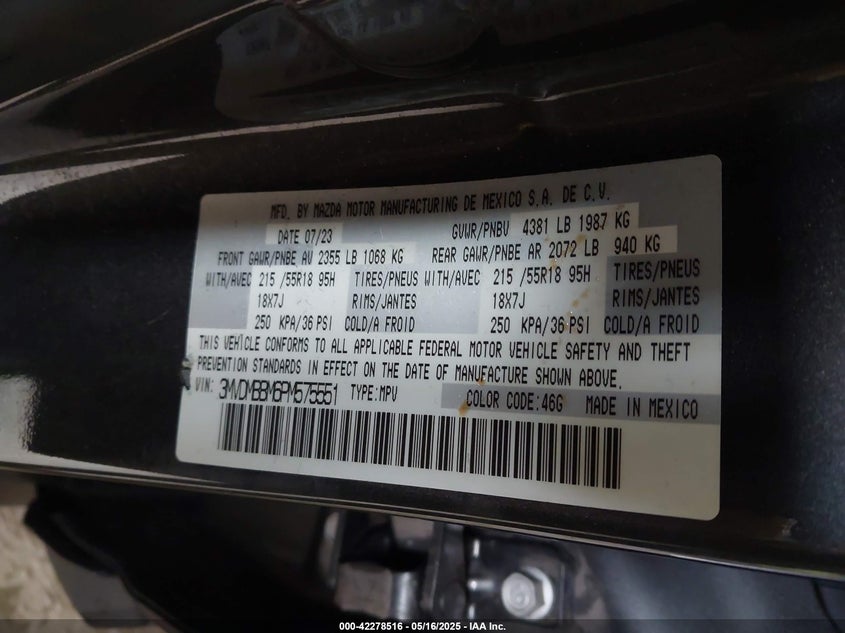 MFD. BY MAZDA MOTOR MANUFACTURING DE MEXICO S.A. DE C.V.
DATE 07/23 GVWR/PNBV 4381 LB 1987 KG
FRONT GAWR/PNBE AV 2355 LB 1068 KG REAR GAWR/PNBE AR 2072 LB 940 KG
WITH/AVEC 215 /55R18 95H TIRES/PNEUS WITH/AVEC 215 /55R18 95H TIRES/PNEUS
18X7J RIMS/JANTES 18X7J RIMS/JANTES
250 KPA/36 PSI COLD/A FROID 250 KPA/36 PSI COLD/A FROID
THIS VEHICLE CONFORMS TO ALL APPLICABLE FEDERAL MOTOR VEHICLE SAFETY AND THEFT
PREVENTION STANDARDS IN EFFECT ON THE DATE OF MANUFACTURE SHOWN ABOVE.
VIN: 3MVDMBBM6PM575551 TYPE:MPV COLOR CODE:46G MADE IN MEXICO
000-42278516 - 05/16/2025 - IAA Inc.